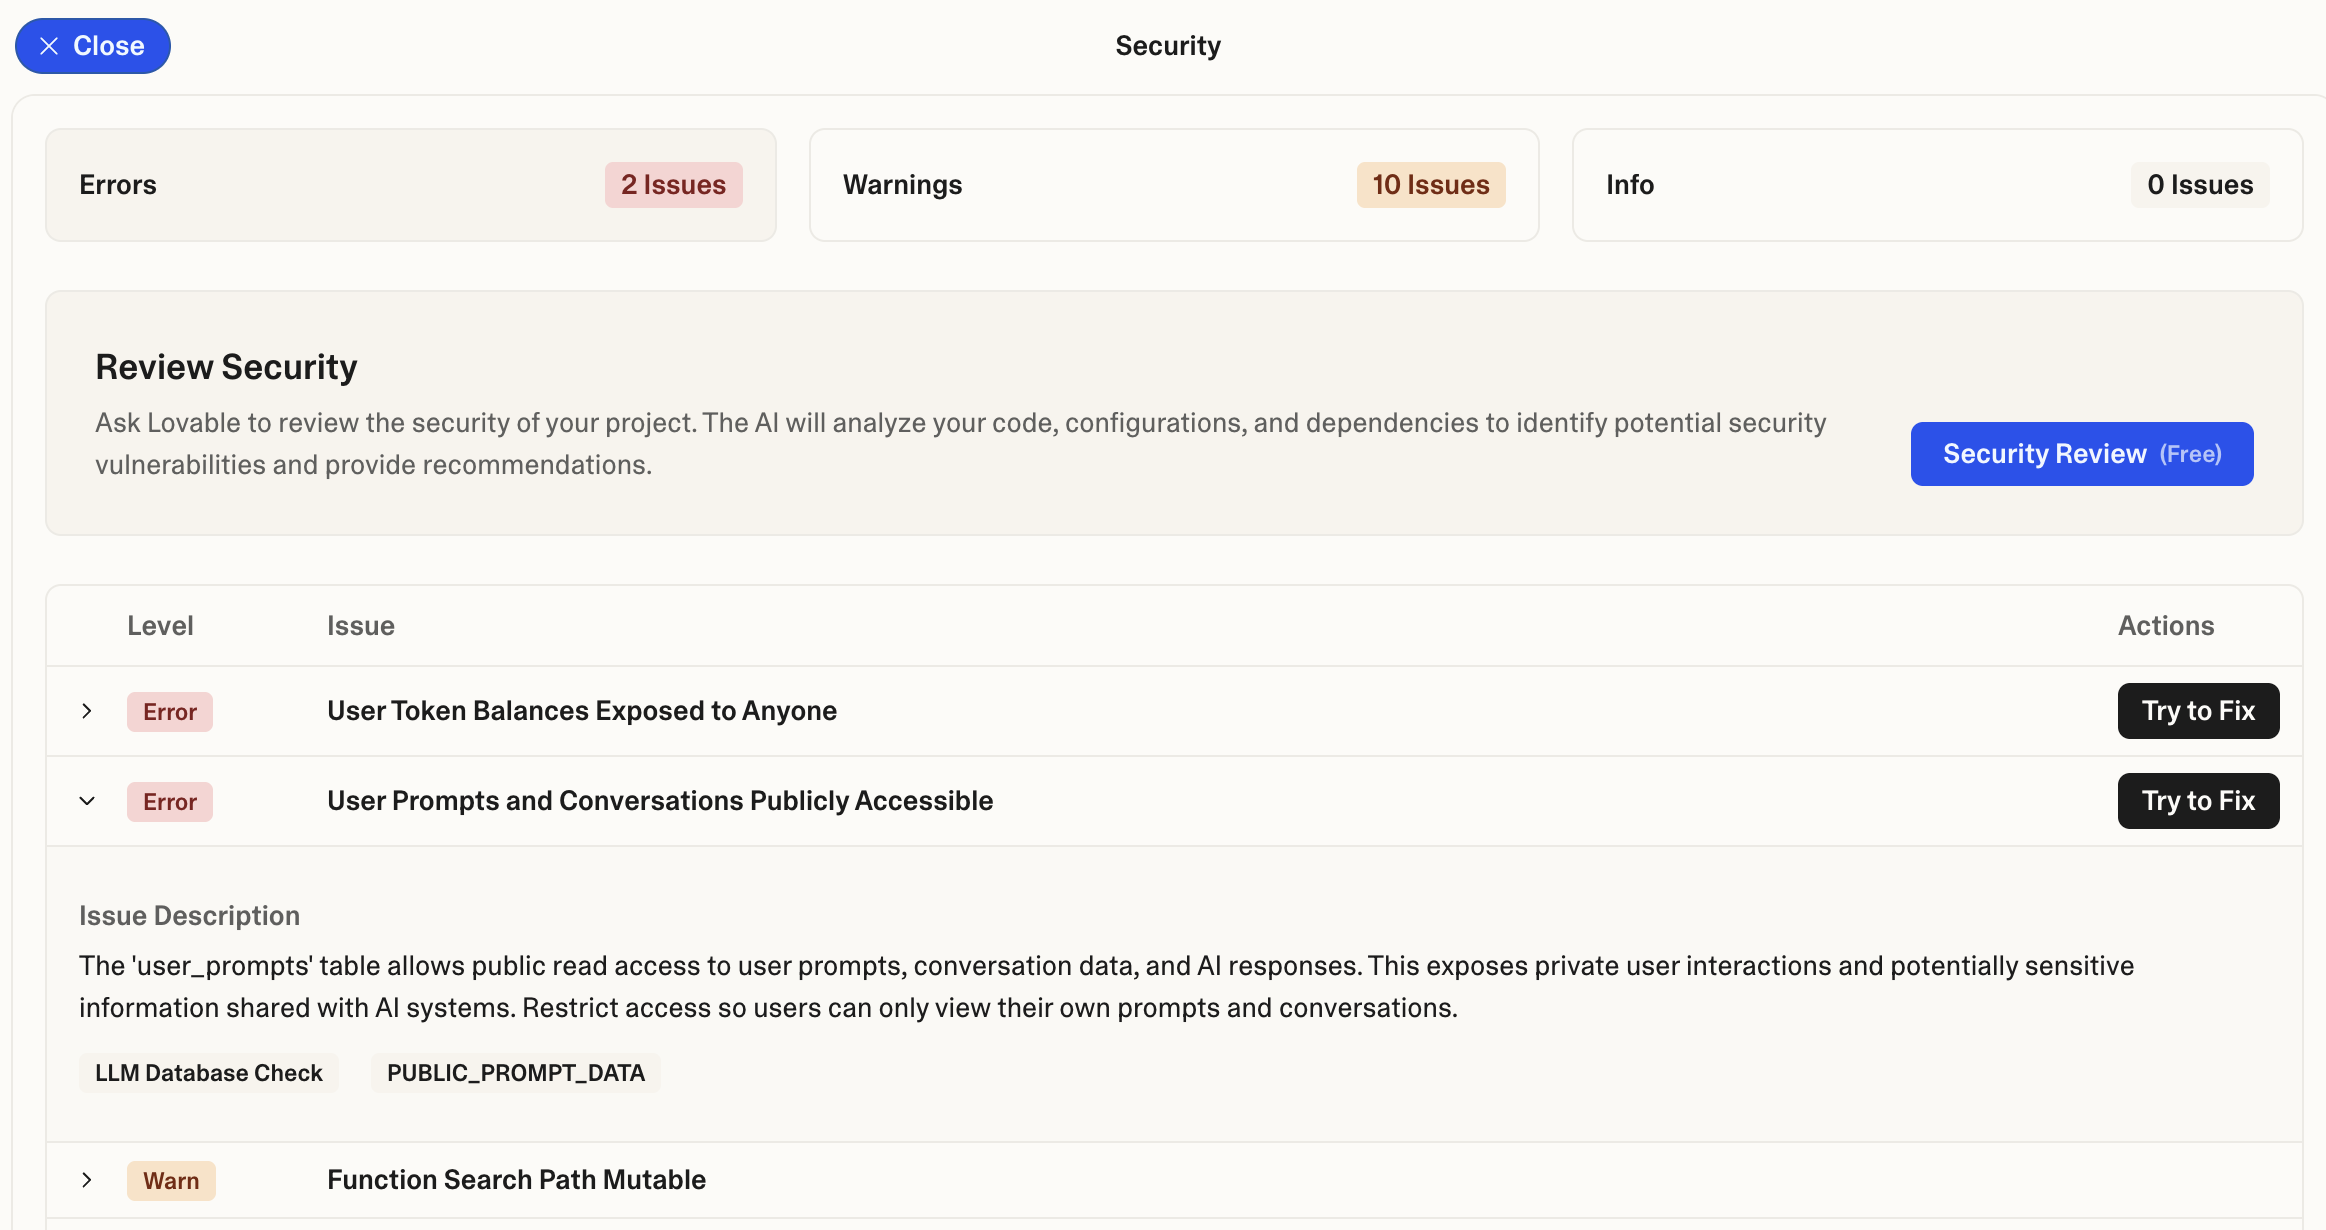 Close
Security
Errors
2 Issues
Warnings
10 Issues
Info
0 Issues
Review Security
Ask Lovable to review the security of your project. The AI will analyze your code, configurations, and dependencies to identify potential security
vulnerabilities and provide recommendations.
Security Review (Free)
Level Issue Actions
Error User Token Balances Exposed to Anyone Try to Fix
Error User Prompts and Conversations Publicly Accessible Try to Fix
Issue Description
The 'user_prompts' table allows public read access to user prompts, conversation data, and AI responses. This exposes private user interactions and potentially sensitive
information shared with AI systems. Restrict access so users can only view their own prompts and conversations.
LLM Database Check PUBLIC_PROMPT_DATA
Warn Function Search Path Mutable